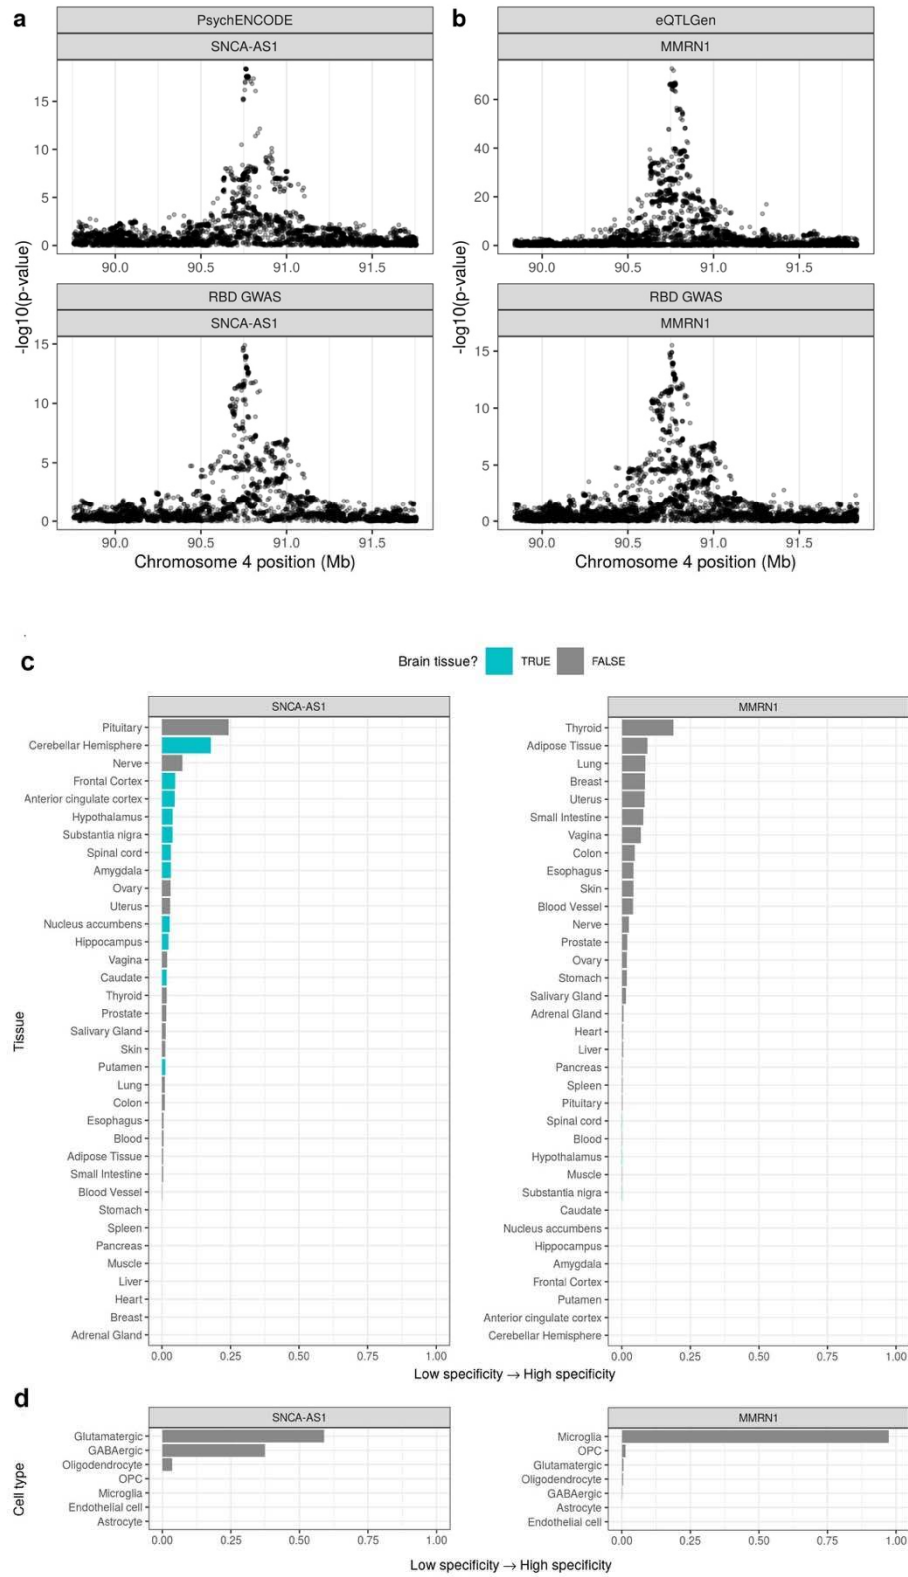 a
PsychENCODE
SNCA-AS1
15
10
5
0
90.0 90.5 91.0 91.5
RBD GWAS
SNCA-AS1
15
10
5
0
90.0 90.5 91.0 91.5
Chromosome 4 position (Mb)
-log10(p-value)
b
eQTLGen
MMRN1
60
40
20
0
90.0 90.5 91.0 91.5
RBD GWAS
MMRN1
15
10
5
0
90.0 90.5 91.0 91.5
Chromosome 4 position (Mb)
-log10(p-value)
c
Brain tissue? TRUE FALSE
Tissue
SNCA-AS1
Pituitary
Cerebellar Hemisphere
Nerve
Frontal Cortex
Anterior cingulate cortex
Hypothalamus
Substantia nigra
Spinal cord
Amygdala
Ovary
Uterus
Nucleus accumbens
Hippocampus
Vagina
Caudate
Thyroid
Prostate
Salivary Gland
Skin
Putamen
Lung
Colon
Esophagus
Blood
Adipose Tissue
Small Intestine
Blood Vessel
Stomach
Spleen
Pancreas
Muscle
Liver
Heart
Breast
Adrenal Gland
0.00 0.25 0.50 0.75 1.00
MMRN1
Thyroid
Adipose Tissue
Lung
Breast
Uterus
Small Intestine
Vagina
Colon
Esophagus
Skin
Blood Vessel
Nerve
Prostate
Ovary
Stomach
Salivary Gland
Adrenal Gland
Heart
Liver
Pancreas
Spleen
Pituitary
Spinal cord
Blood
Hypothalamus
Muscle
Substantia nigra
Caudate
Nucleus accumbens
Hippocampus
Amygdala
Frontal Cortex
Putamen
Anterior cingulate cortex
Cerebellar Hemisphere
0.00 0.25 0.50 0.75 1.00
Low specificity → High specificity
d
Cell type
SNCA-AS1
Glutamatergic
GABAergic
Oligodendrocyte
OPC
Microglia
Endothelial cell
Astrocyte
0.00 0.25 0.50 0.75 1.00
MMRN1
Microglia
OPC
Glutamatergic
Oligodendrocyte
GABAergic
Astrocyte
Endothelial cell
0.00 0.25 0.50 0.75 1.00
Low specificity → High specificity